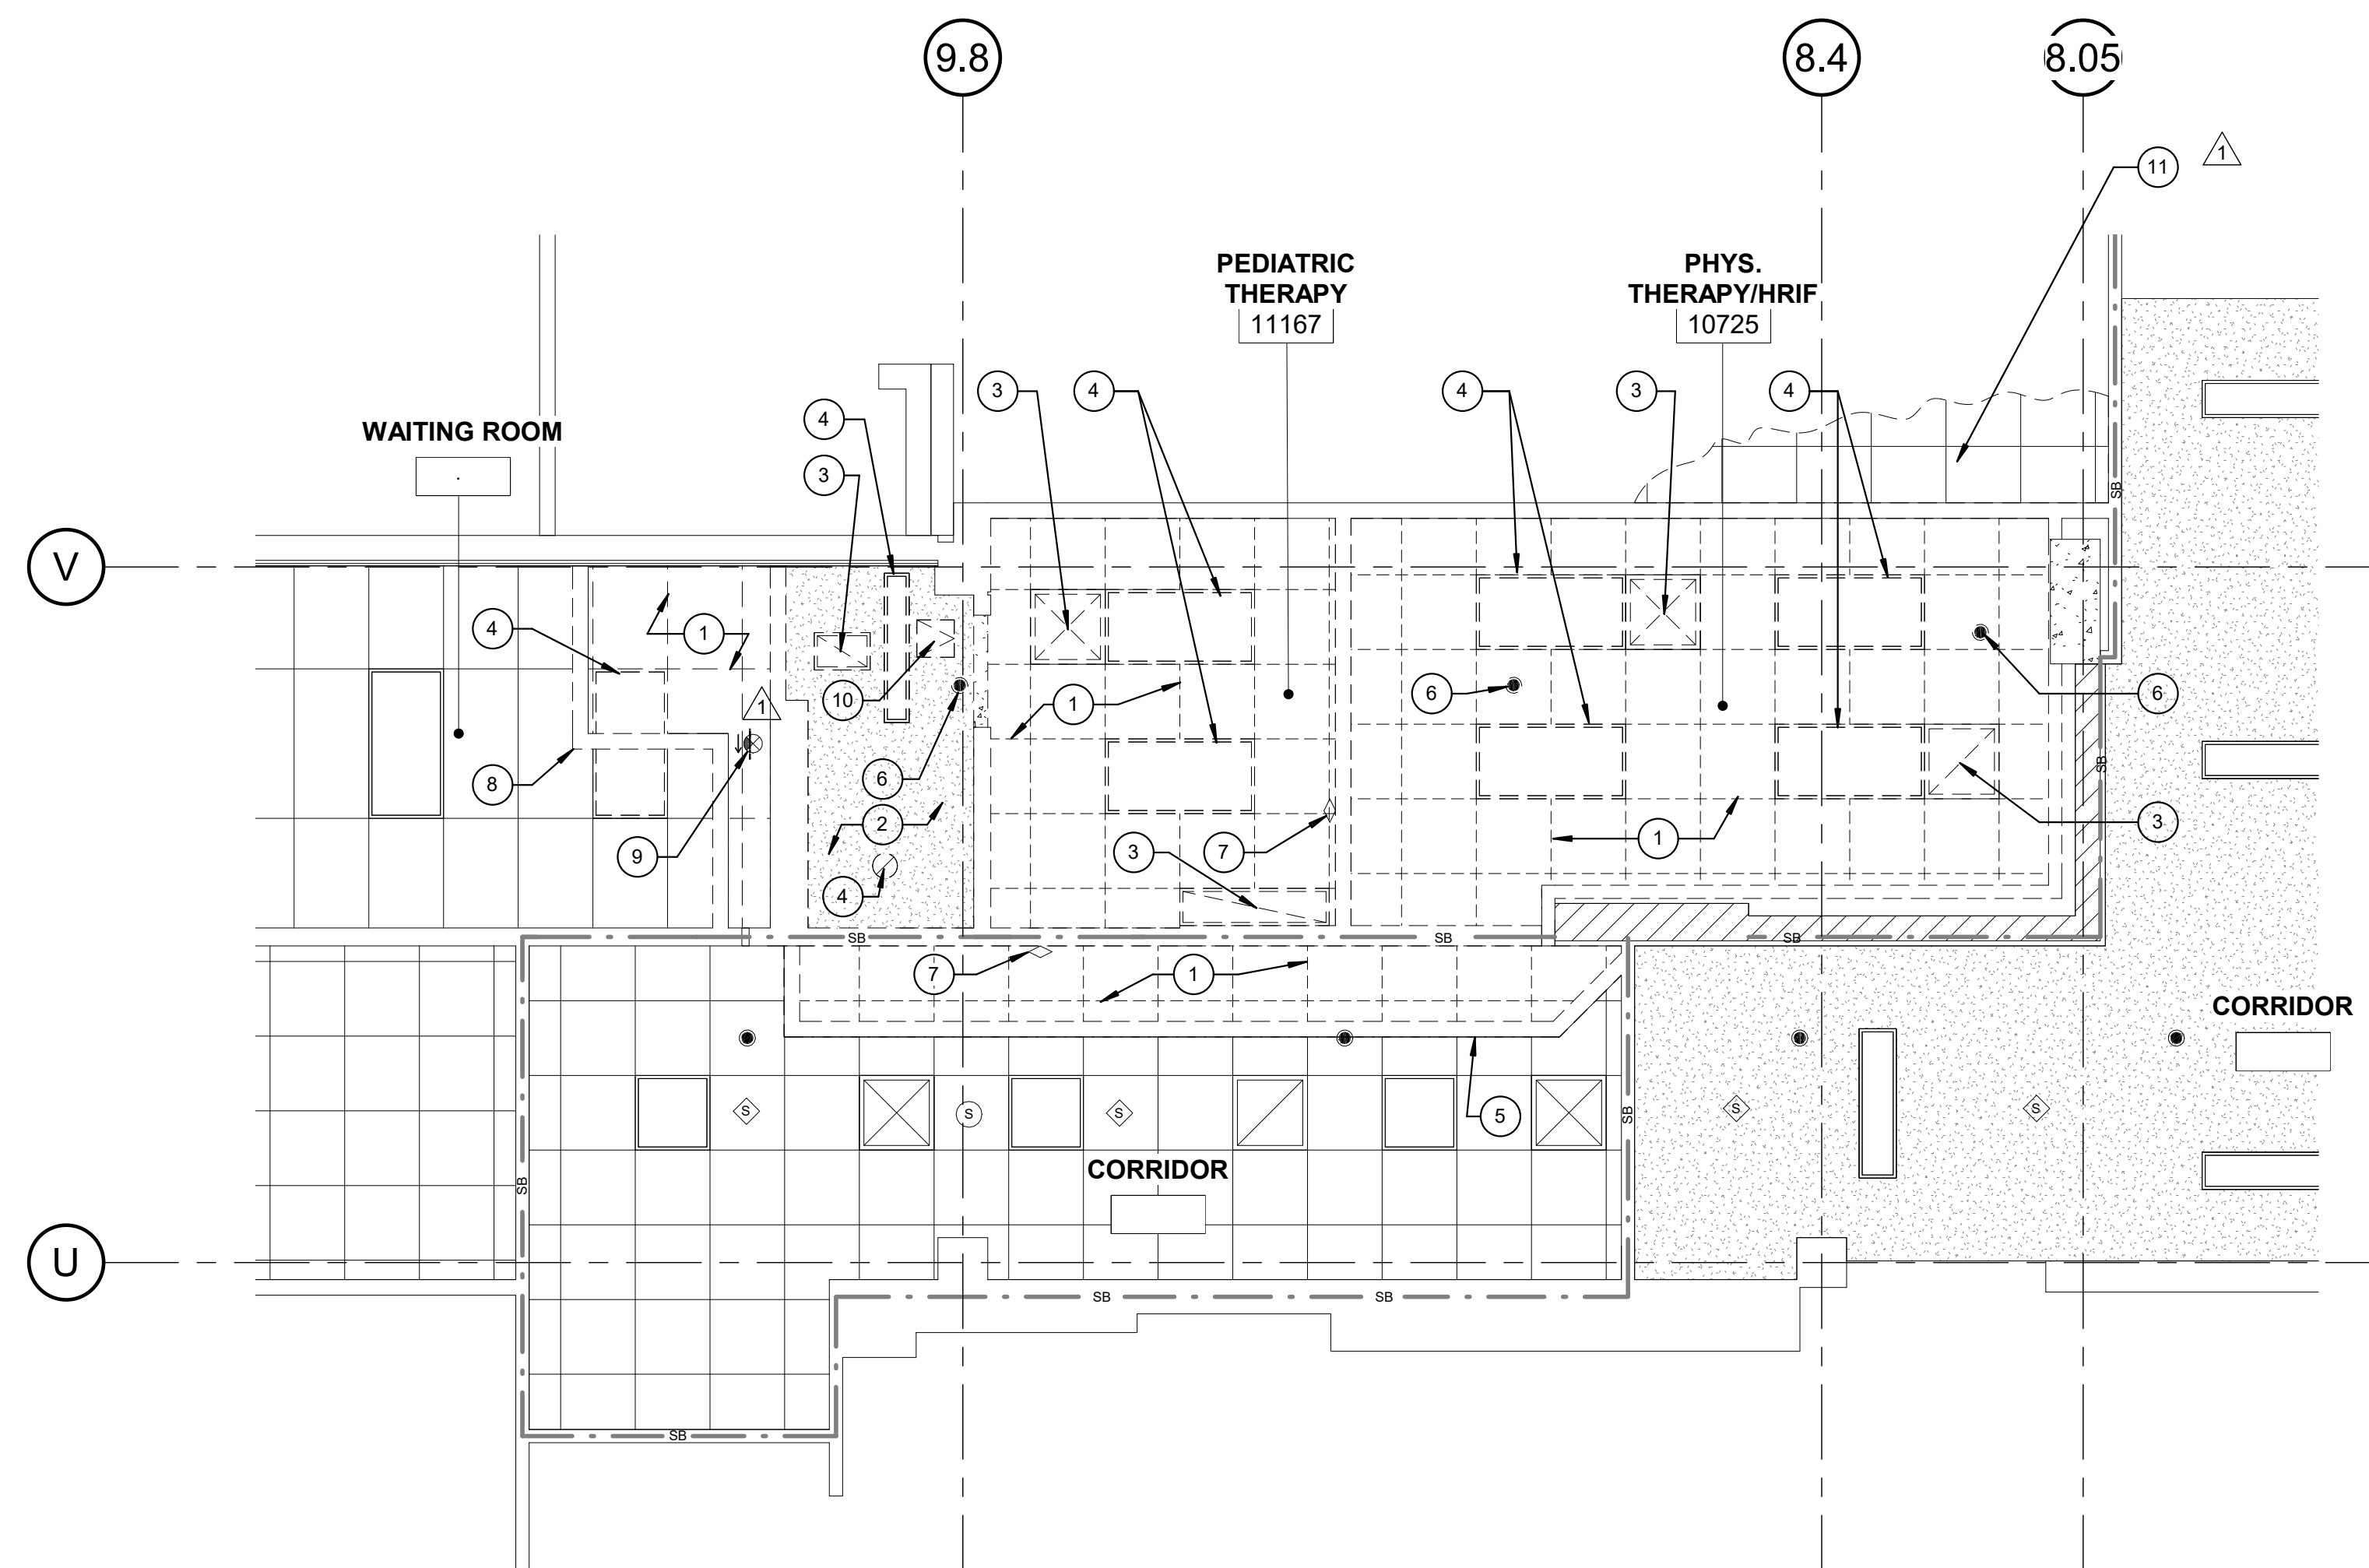 9.8
8.4
8.05
11
1
PEDIATRIC
THERAPY
11167
PHYS.
THERAPY/HRIF
10725
4
3
4
4
3
4
3
WAITING ROOM
SB
V
4
1
10
1
1
6
6
6
8
9
2
4
3
7
1
3
SB
SB
SB
SB
7
1
CORRIDOR
S
S
S
S
S
5
SB
CORRIDOR
SB
U
SB
SB
SB